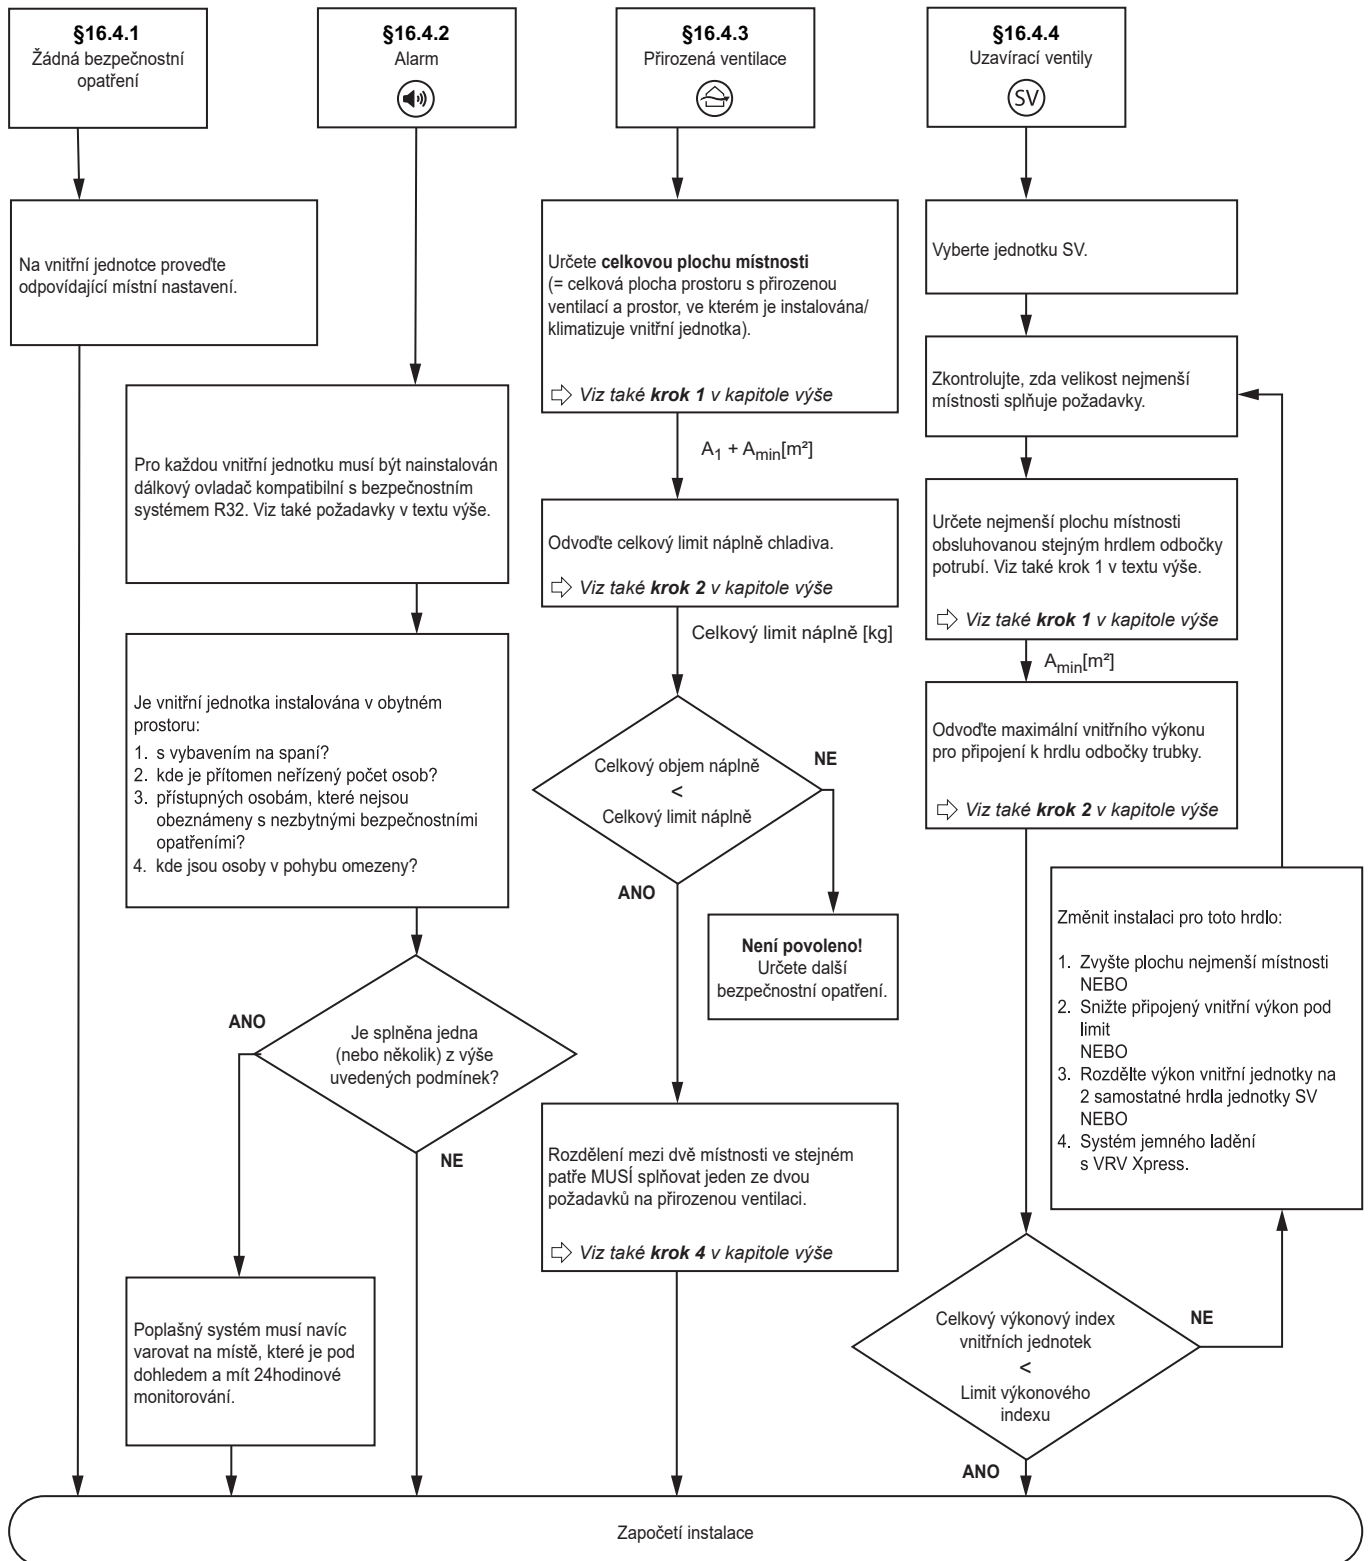 §16.4.1
Žádná bezpečnostní
opatření
§16.4.2
Alarm
§16.4.3
Přirozená ventilace
§16.4.4
Uzavírací ventily
SV
Na vnitřní jednotce proveďte
odpovídající místní nastavení.
Pro každou vnitřní jednotku musí být nainstalován
dálkový ovladač kompatibilní s bezpečnostním
systémem R32. Viz také požadavky v textu výše.
Je vnitřní jednotka instalována v obytném
prostoru:
1. s vybavením na spaní?
2. kde je přítomen neřízený počet osob?
3. přístupných osobám, které nejsou
obeznámeny s nezbytnými bezpečnostními
opatřeními?
4. kde jsou osoby v pohybu omezeny?
ANO
Je splněna jedna
(nebo několik) z výše
uvedených podmínek?
NE
Poplašný systém musí navíc
varovat na místě, které je pod
dohledem a mít 24hodinové
monitorování.
Určete celkovou plochu místnosti
(= celková plocha prostoru s přirozenou
ventilací a prostor, ve kterém je instalována/
klimatizuje vnitřní jednotka).
Viz také krok 1 v kapitole výše
A1 + Amin[m²]
Odvoďte celkový limit náplně chladiva.
Viz také krok 2 v kapitole výše
Celkový limit náplně [kg]
Celkový objem náplně
<
Celkový limit náplně
NE
ANO
Není povoleno!
Určete další
bezpečnostní opatření.
Rozdělení mezi dvě místnosti ve stejném
patře MUSÍ splňovat jeden ze dvou
požadavků na přirozenou ventilaci.
Viz také krok 4 v kapitole výše
Vyberte jednotku SV.
Zkontrolujte, zda velikost nejmenší
místnosti splňuje požadavky.
Určete nejmenší plochu místnosti
obsluhovanou stejným hrdlem odbočky
potrubí. Viz také krok 1 v textu výše.
Viz také krok 1 v kapitole výše
Amin[m²]
Odvoďte maximální vnitřního výkonu
pro připojení k hrdlu odbočky trubky.
Viz také krok 2 v kapitole výše
Změnit instalaci pro toto hrdlo:
1. Zvyšte plochu nejmenší místnosti
NEBO
2. Snižte připojený vnitřní výkon pod
limit
NEBO
3. Rozdělte výkon vnitřní jednotky na
2 samostatné hrdla jednotky SV
NEBO
4. Systém jemného ladění
s VRV Xpress.
Celkový výkonový index
vnitřních jednotek
<
Limit výkonového
indexu
NE
ANO
Započetí instalace